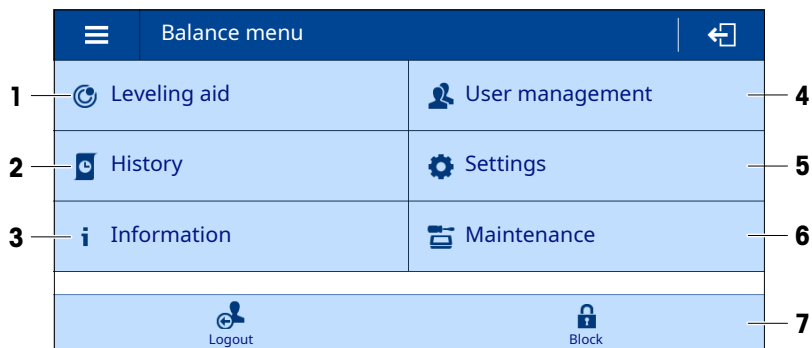 Balance menu
1 Leveling aid User management 4
2 History Settings 5
3 Information Maintenance 6
Logout Block 7